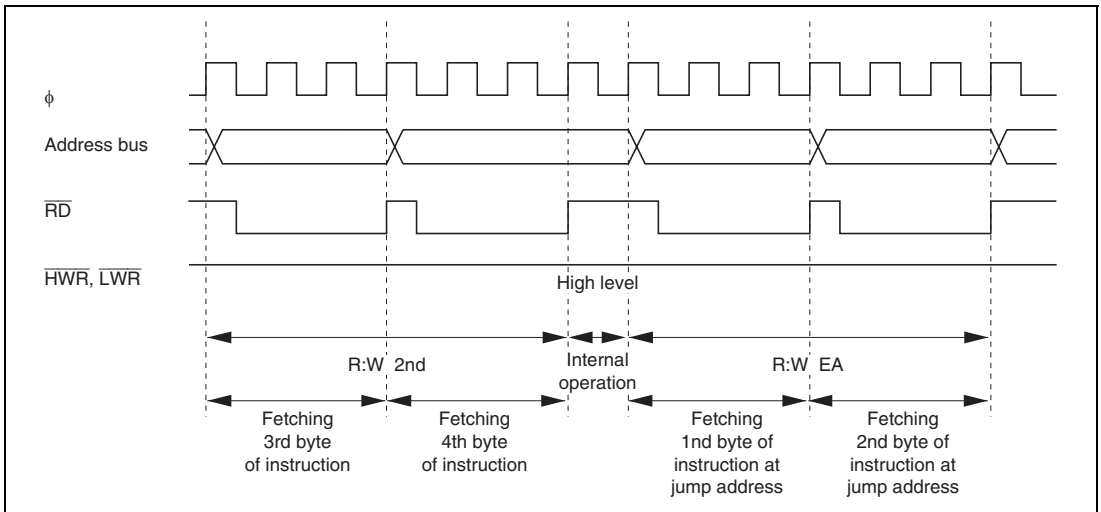 φ
Address bus
RD
HWR, LWR
High level
R:W 2nd
Internal
operation
R:W EA
Fetching
3rd byte
of instruction
Fetching
4th byte
of instruction
Fetching
1nd byte of
instruction at
jump address
Fetching
2nd byte of
instruction at
jump address